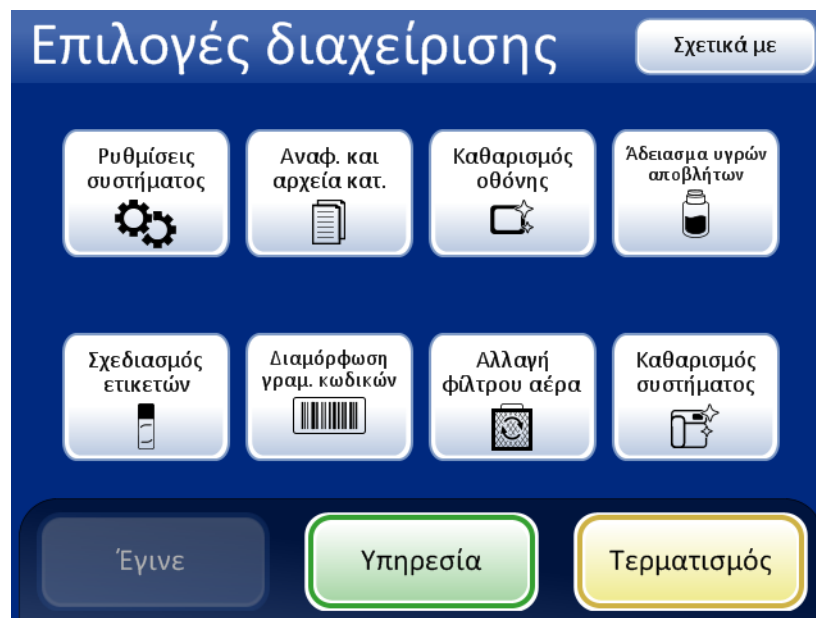 Επιλογές διαχείρισης
Σχετικά με
Ρυθμίσεις
συστήματος
Αναφ. και
αρχεία κατ.
Καθαρισμός
οθόνης
Άδειασμα υγρών
αποβλήτων
Σχεδιασμός
ετικετών
Διαμόρφωση
γραμ. κωδικών
Αλλαγή
φίλτρου αέρα
Καθαρισμός
συστήματος
Έγινε
Υπηρεσία
Τερματισμός